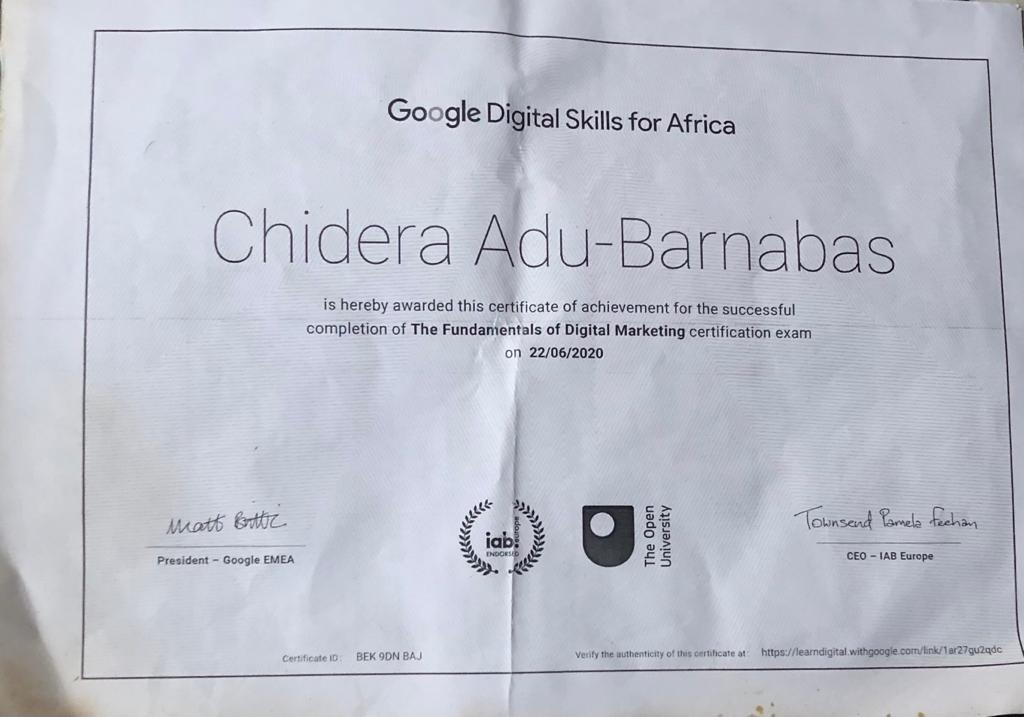 Google Digital Skills for Africa
Chidera Adu-Barnabas
is hereby awarded this certificate of achievement for the successful
completion of The Fundamentals of Digital Marketing certification exam
on 22/06/2020
Matt
Townsend Pamela Feehan
President – Google EMEA
CEO – IAB Europe
iab. europe
ENDORSED
The Open
University
Certificate ID: BEK 9DN BAJ
Verify the authenticity of this certificate at: https://learndigital.withgoogle.com/link/1ar27gu2qdc